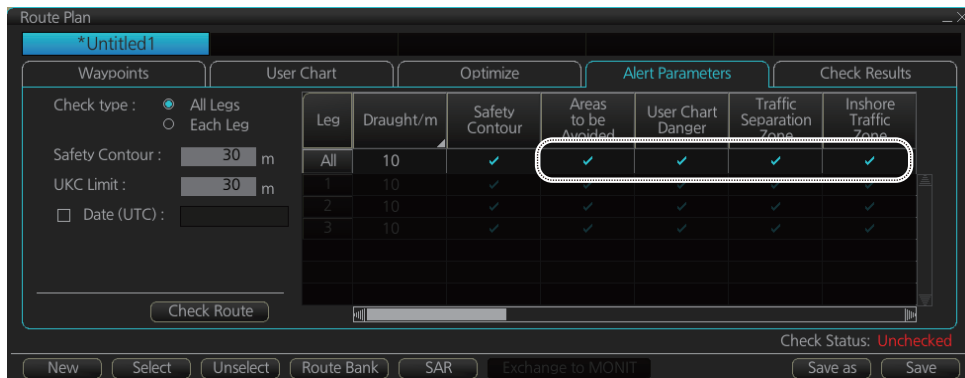 Route Plan
*Untitled1
Waypoints User Chart Optimize Alert Parameters Check Results
Check type : All Legs
Each Leg
Safety Contour : 30 m
UKC Limit : 30 m
Date (UTC) :
Check Route
Leg Draught/m Safety Contour Areas to be Avoided User Chart Danger Traffic Separation Zone Inshore Traffic Zone
All 10 ✓ ✓ ✓ ✓ ✓
1 10 ✓ ✓ ✓ ✓ ✓
2 10 ✓ ✓ ✓ ✓ ✓
3 10 ✓ ✓ ✓ ✓ ✓
Check Status: Unchecked
New Select Unselect Route Bank SAR Exchange to MONIT Save as Save